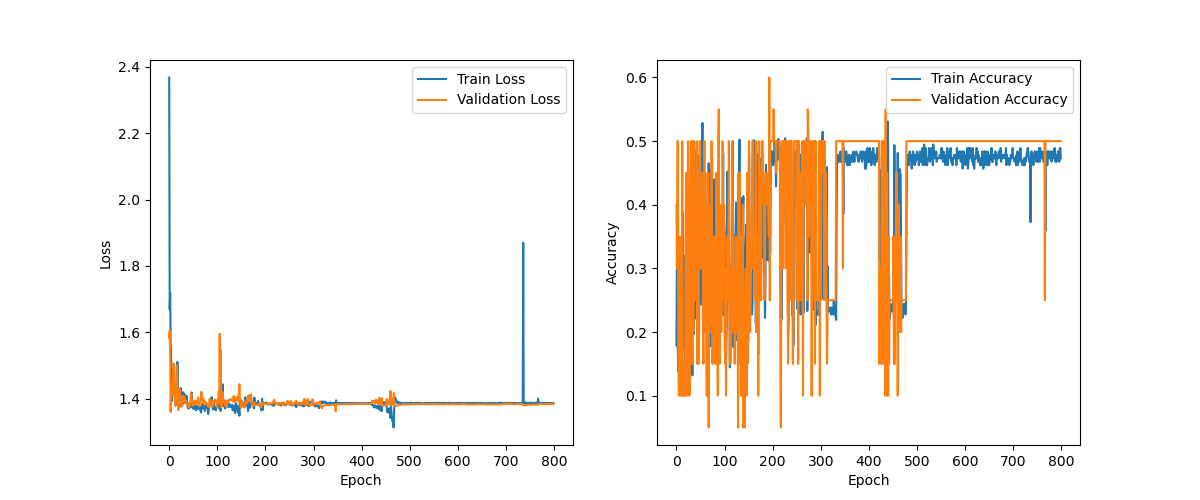 2.4
2.2
2.0
1.8
1.6
1.4
Loss
0 100 200 300 400 500 600 700 800
Epoch
Train Loss
Validation Loss
0.6
0.5
0.4
0.3
0.2
0.1
Accuracy
0 100 200 300 400 500 600 700 800
Epoch
Train Accuracy
Validation Accuracy